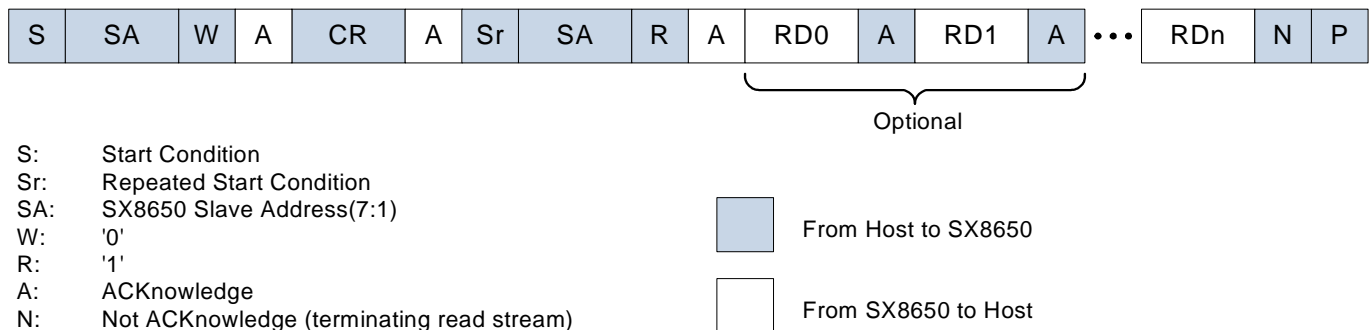 S SA W A CR A Sr SA R A RD0 A RD1 A ••• RDn N P
Optional
S: Start Condition
Sr: Repeated Start Condition
SA: SX8650 Slave Address(7:1)
W: '0'
R: '1'
A: ACKnowledge
N: Not ACKnowledge (terminating read stream)
From Host to SX8650
From SX8650 to Host